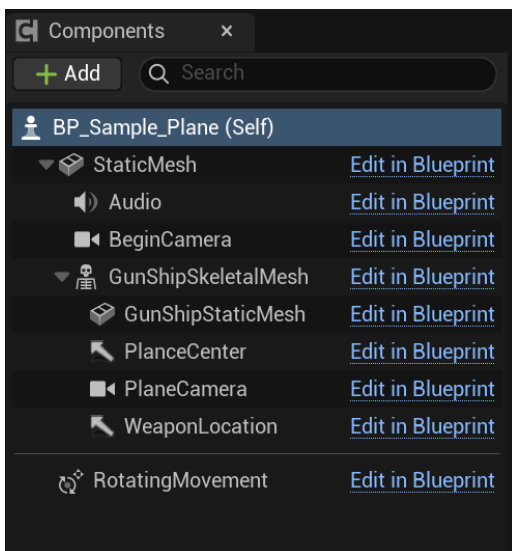 Components
Add Search
BP_Sample_Plane (Self)
StaticMesh Edit in Blueprint
Audio Edit in Blueprint
BeginCamera Edit in Blueprint
GunShipSkeletalMesh Edit in Blueprint
GunShipStaticMesh Edit in Blueprint
PlanceCenter Edit in Blueprint
PlaneCamera Edit in Blueprint
WeaponLocation Edit in Blueprint
RotatingMovement Edit in Blueprint